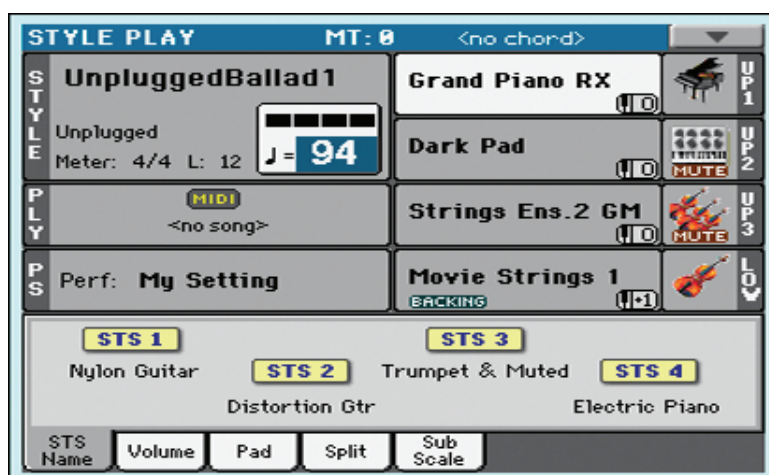 STYLE PLAY MT: 0 <no chord>
STYLE
UnpluggedBallad1
Unplugged
Meter: 4/4 L: 12
♩= 94
Grand Piano RX
0
UP1
Dark Pad
0
MUTE
UP2
PLY
MIDI
<no song>
Strings Ens.2 GM
0
MUTE
UP3
PS
Perf: My Setting
Movie Strings 1
BACKING
+1
LOW
STS 1
Nylon Guitar
STS 2
Distortion Gtr
STS 3
Trumpet & Muted
STS 4
Electric Piano
STS Name
Volume
Pad
Split
Sub Scale